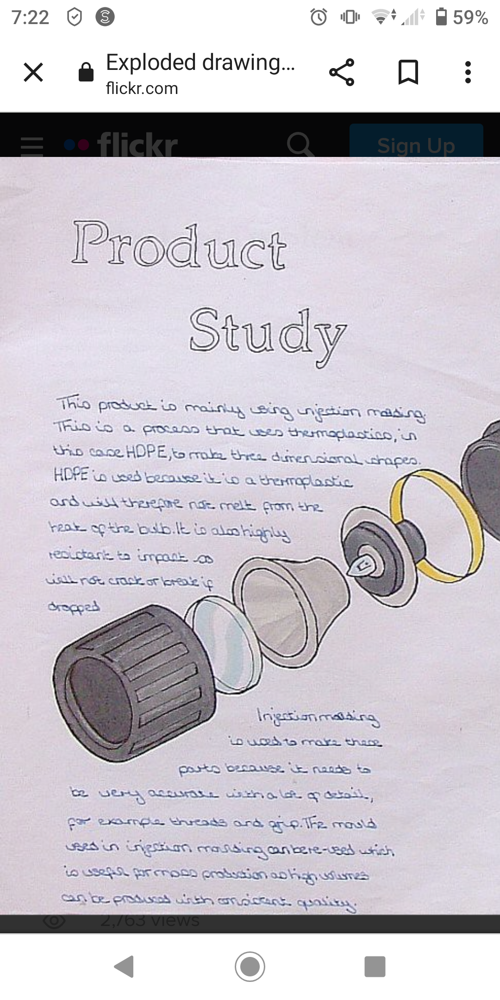 7:22
59%
Exploded drawing...
flickr.com
flickr
Sign Up
Product
Study
This product is mainly using injection molding.
This is a process that uses thermoplastics, in
this case HDPE, to make three dimensional shapes.
HDPE is used because it is a thermoplastic
and will therefore not melt from the
heat of the bulb. It is also highly
resistant to impact so
will not crack or break if
dropped
Injection molding
is used to make these
parts because it needs to
be very accurate with a lot of detail,
for example threads and grip. The mould
used in injection moulding can be re-used which
is useful for mass production as high volumes
can be produced with consistent quality.
2,763 views